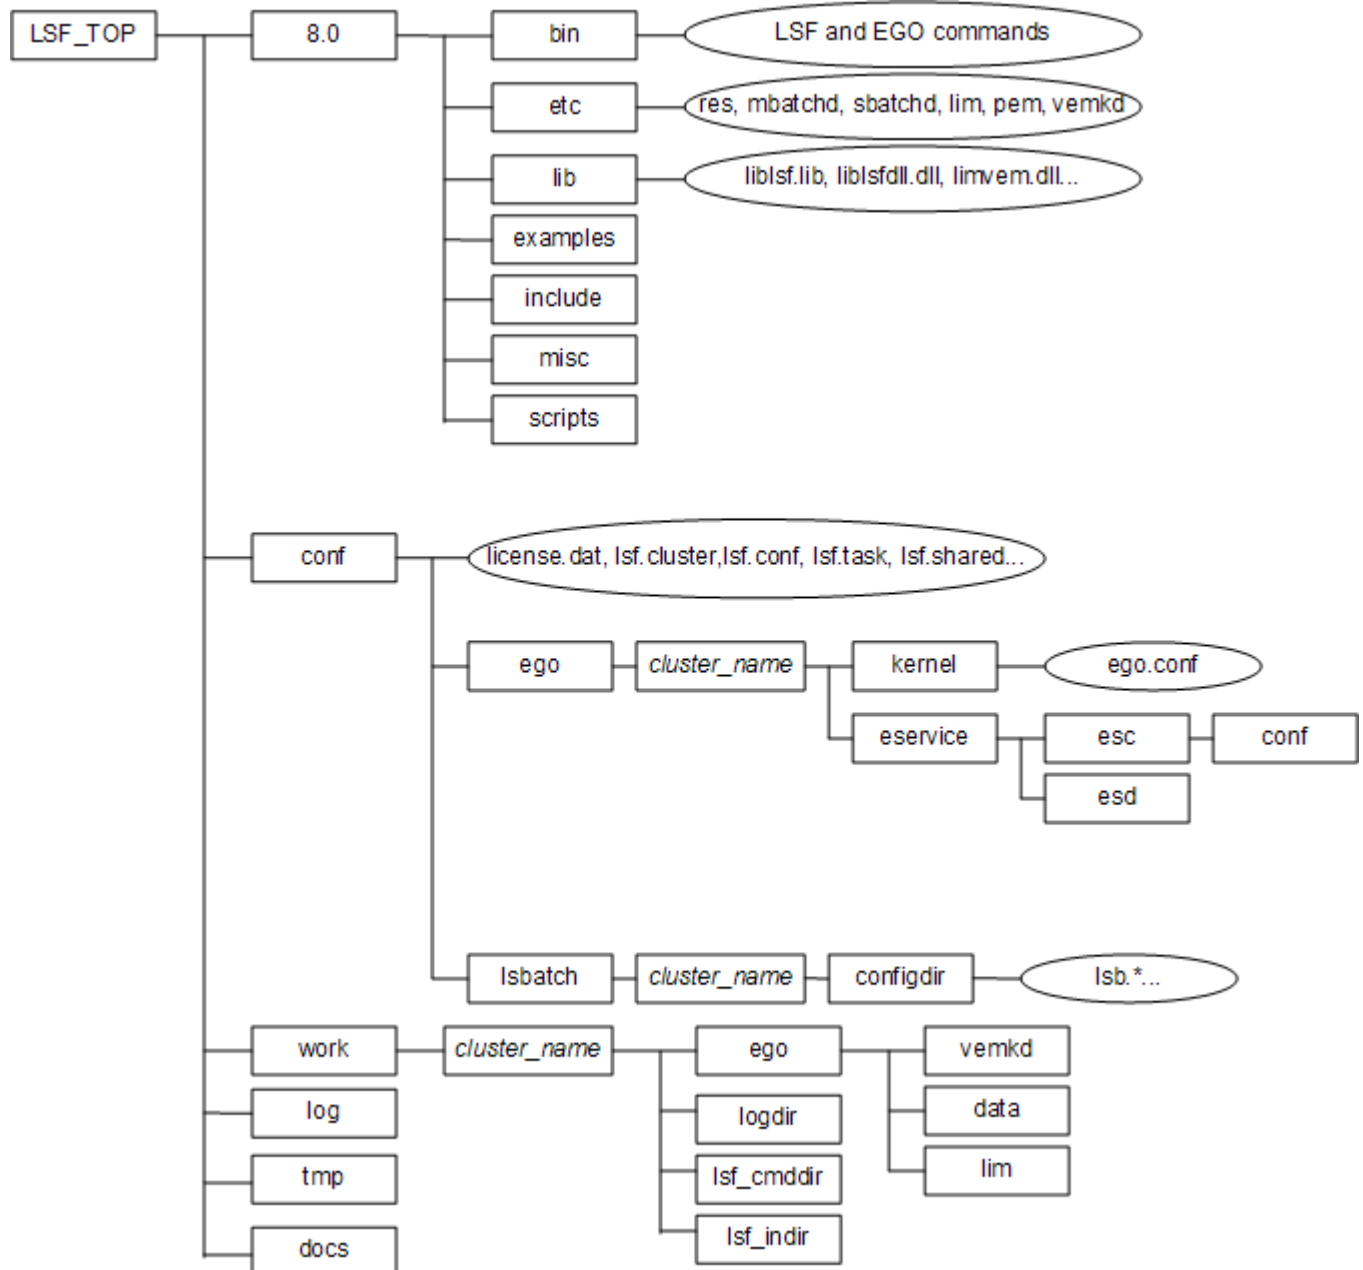 LSF_TOP
8.0
bin
LSF and EGO commands
etc
res, mbatchd, sbatchd, lim, pem, vemkd
lib
liblsf.lib, liblsfdll.dll, limvem.dll...
examples
include
misc
scripts
conf
license.dat, lsf.cluster,lsf.conf, lsf.task, lsf.shared...
ego
cluster_name
kernel
ego.conf
eservice
esc
conf
esd
lsbatch
cluster_name
configdir
lsb.*...
work
cluster_name
ego
vemkd
log
logdir
data
tmp
lsf_cmddir
lim
docs
lsf_indir